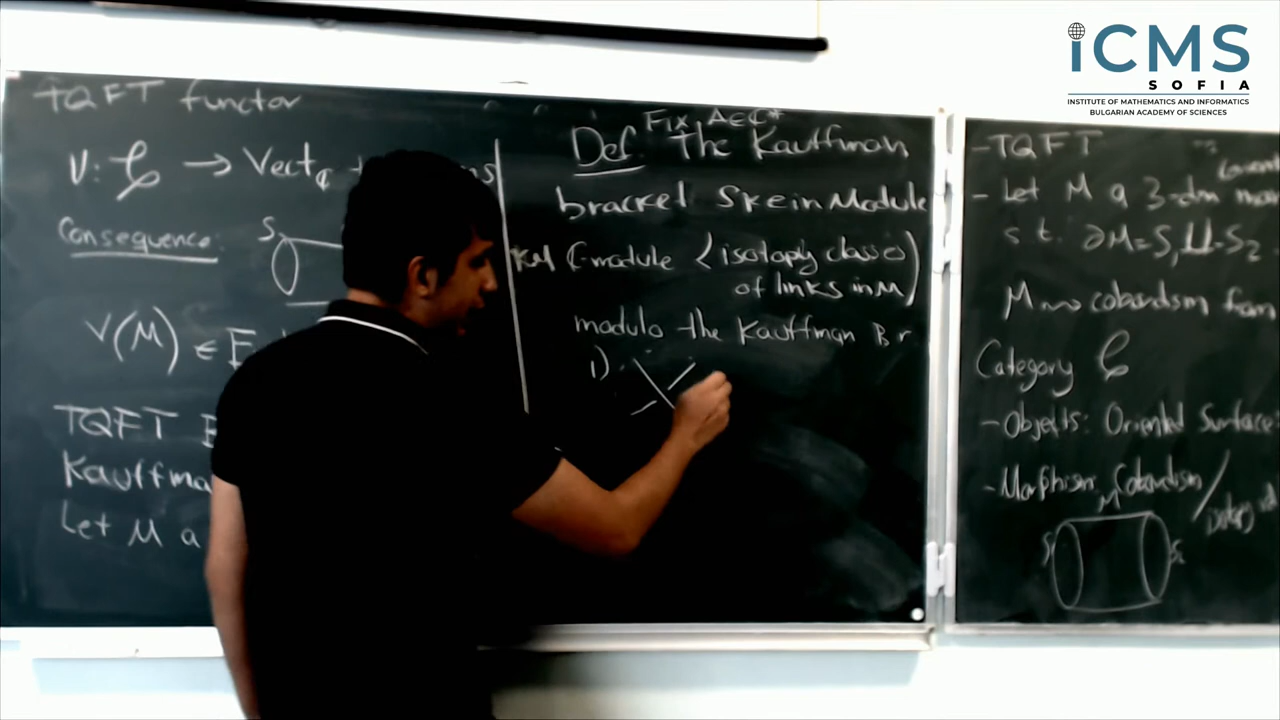 iCMS
SOFIA
INSTITUTE OF MATHEMATICS AND INFORMATICS
BULGARIAN ACADEMY OF SCIENCES
TQFT functor
V: 𝒞 → Vect_ℂ
Consequence:
S
V(M) ∈
TQFT
Kauffma
Let M a
Fix A∈ℂ*
Def: The Kauffman
bracket Skein Module
ℂ-module ⟨isotopy classes
of links in M⟩
modulo the Kauffman Br
1)
-TQFT
- Let M a 3-dim
s.t. ∂M = S₁ ⊔ -S₂
M ⇝ cobordism from
Category 𝒞
-Objects: Oriented Surface
-Morphism Cobordism /
M